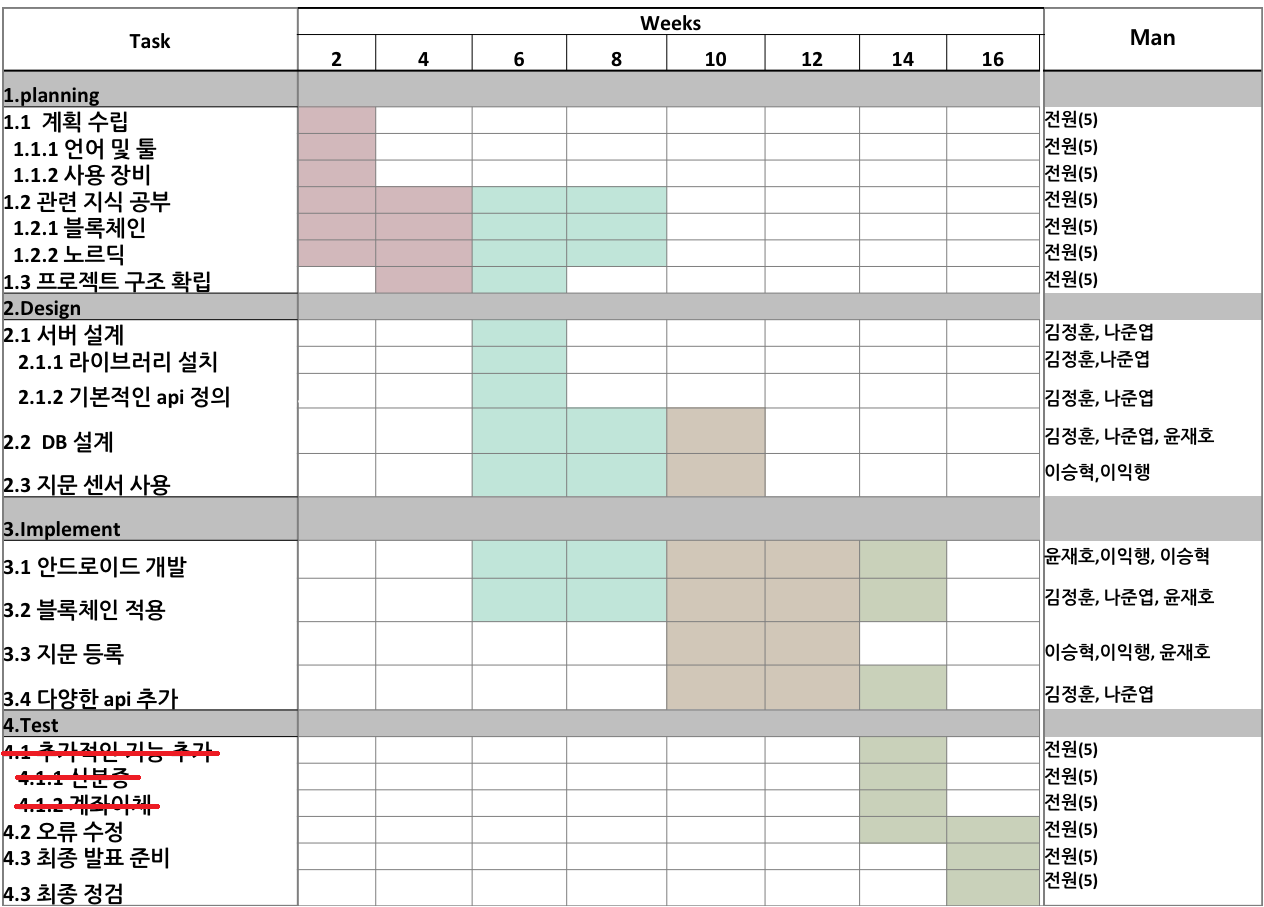 Task Weeks Man
2 4 6 8 10 12 14 16
1.planning
1.1 계획 수립 전원(5)
1.1.1 언어 및 툴 전원(5)
1.1.2 사용 장비 전원(5)
1.2 관련 지식 공부 전원(5)
1.2.1 블록체인 전원(5)
1.2.2 노르딕 전원(5)
1.3 프로젝트 구조 확립 전원(5)
2.Design
2.1 서버 설계 김정훈, 나준엽
2.1.1 라이브러리 설치 김정훈,나준엽
2.1.2 기본적인 api 정의 김정훈, 나준엽
2.2 DB 설계 김정훈, 나준엽, 윤재호
2.3 지문 센서 사용 이승혁,이익행
3.Implement
3.1 안드로이드 개발 윤재호,이익행, 이승혁
3.2 블록체인 적용 김정훈, 나준엽, 윤재호
3.3 지문 등록 이승혁,이익행, 윤재호
3.4 다양한 api 추가 김정훈, 나준엽
4.Test
4.1 추가적인 기능 추가 전원(5)
4.1.1 신분증 전원(5)
4.1.2 계좌이체 전원(5)
4.2 오류 수정 전원(5)
4.3 최종 발표 준비 전원(5)
4.3 최종 정검 전원(5)